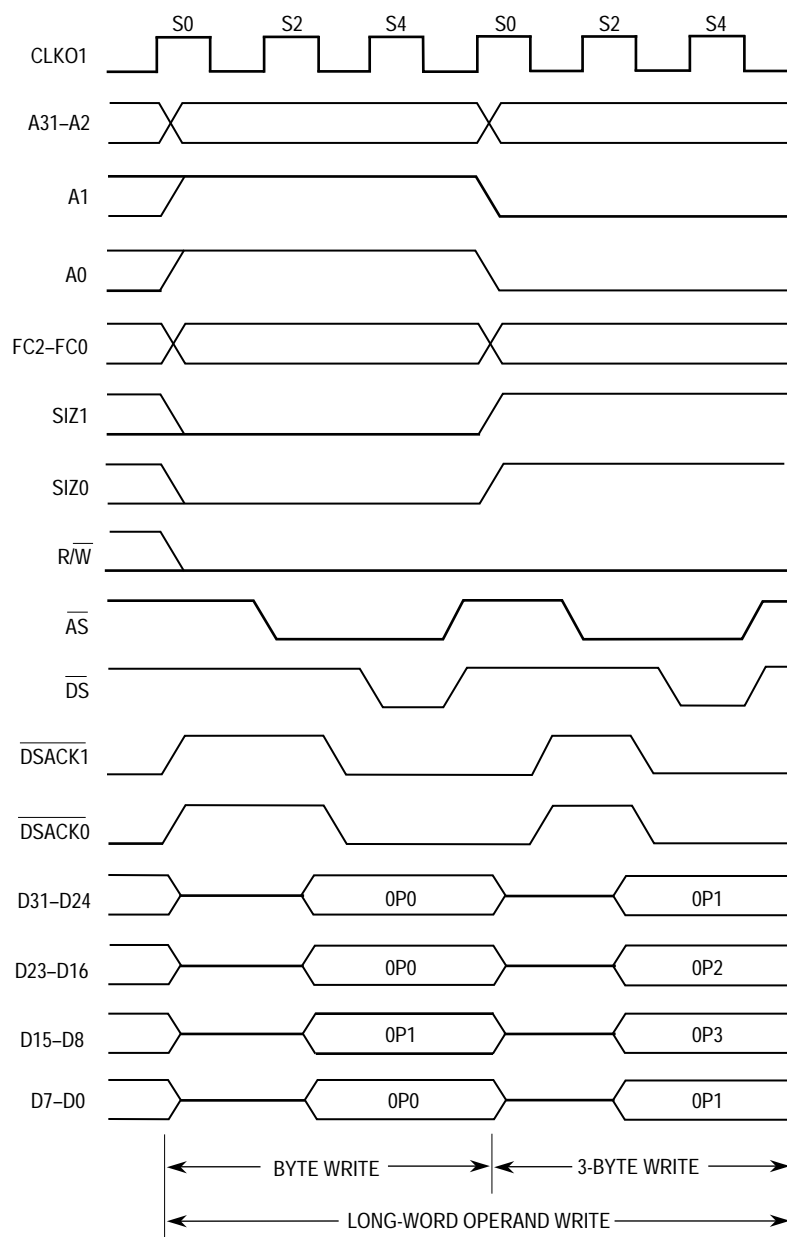 S0 S2 S4 S0 S2 S4
CLKO1
A31–A2
A1
A0
FC2–FC0
SIZ1
SIZ0
R/W
AS
DS
DSACK1
DSACK0
D31–D24 0P0 0P1
D23–D16 0P0 0P2
D15–D8 0P1 0P3
D7–D0 0P0 0P1
BYTE WRITE 3-BYTE WRITE
LONG-WORD OPERAND WRITE